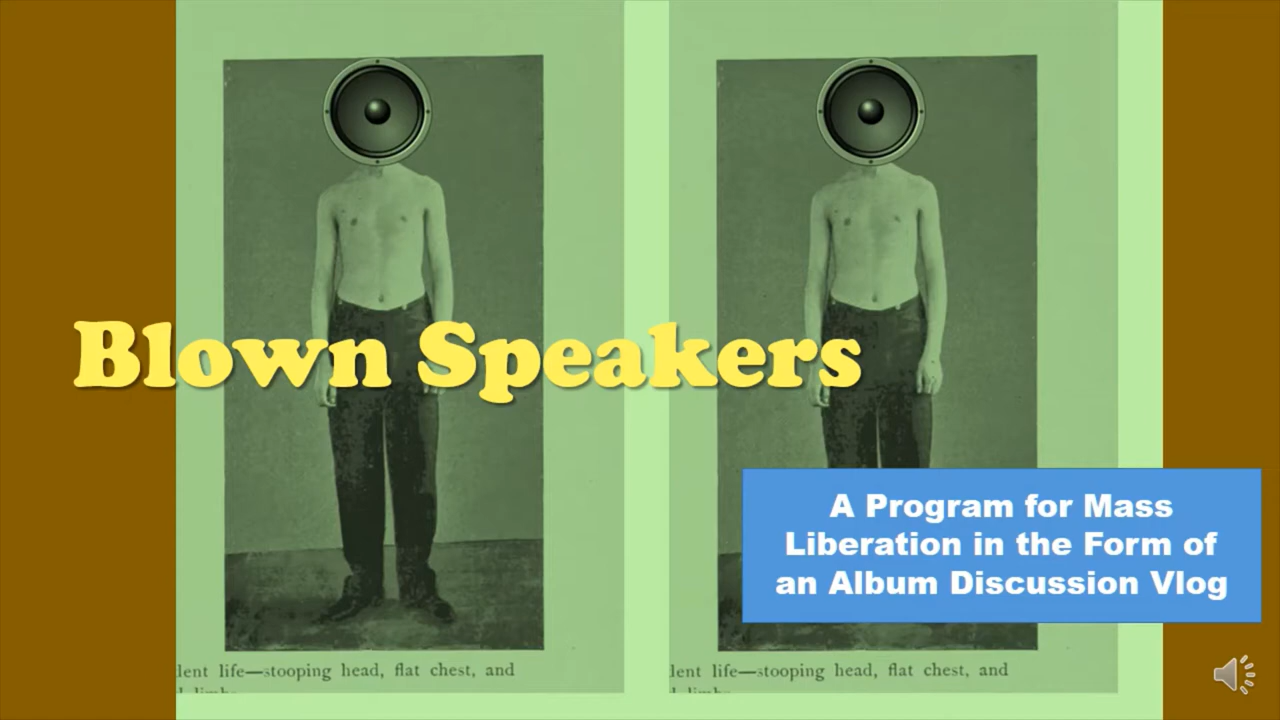 Blown Speakers
A Program for Mass
Liberation in the Form of
an Album Discussion Vlog
lent life—stooping head, flat chest, and
lent life—stooping head, flat chest, and